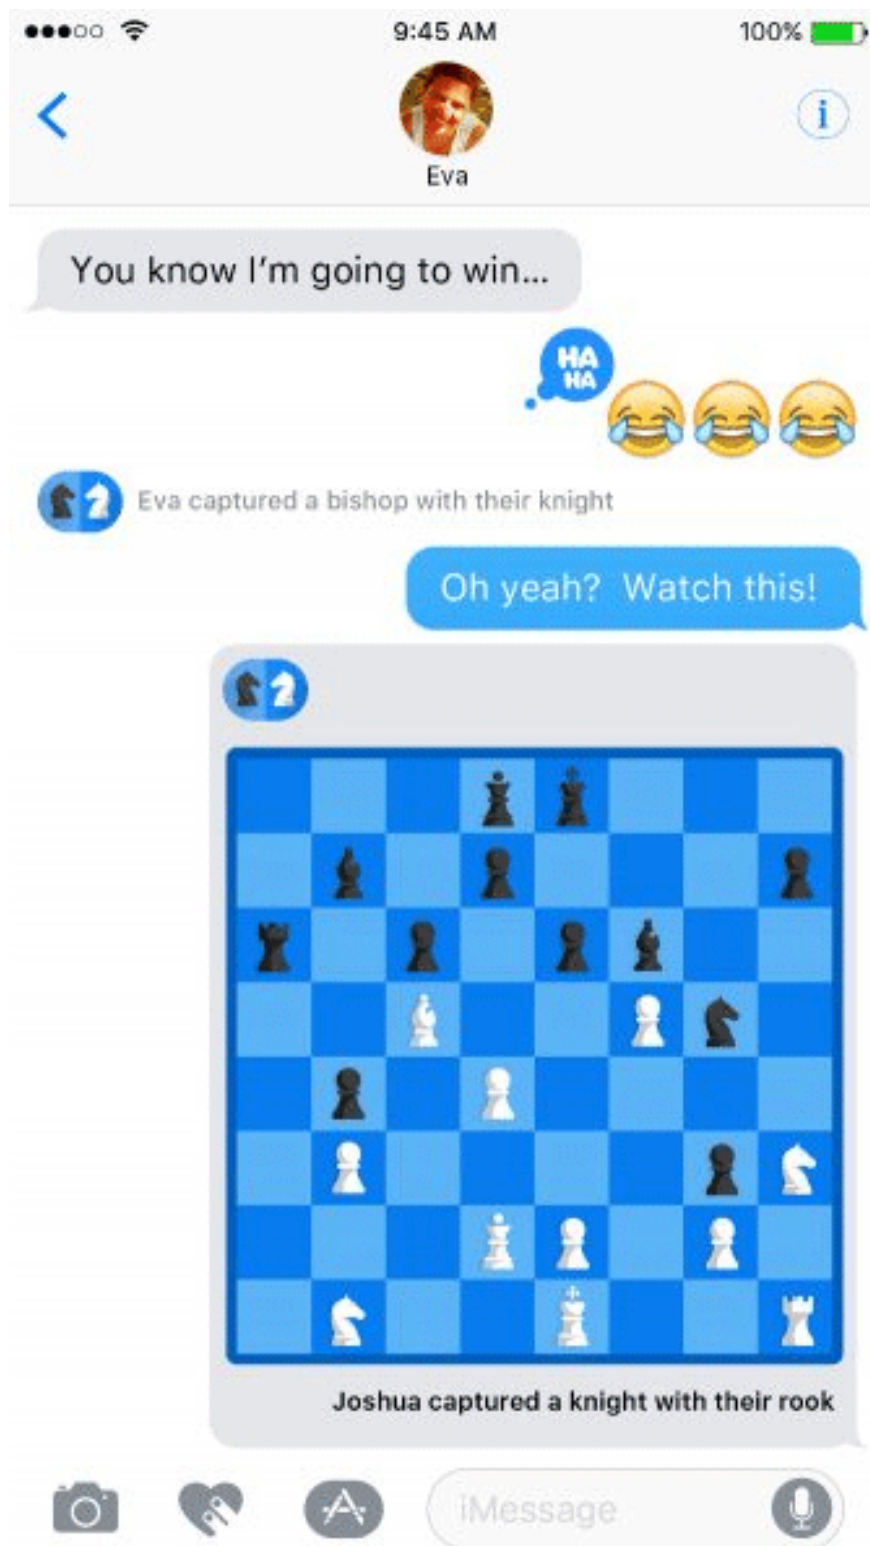 9:45 AM 100%
Eva
You know I'm going to win...
HA
HA
Eva captured a bishop with their knight
Oh yeah?  Watch this!
Joshua captured a knight with their rook
iMessage